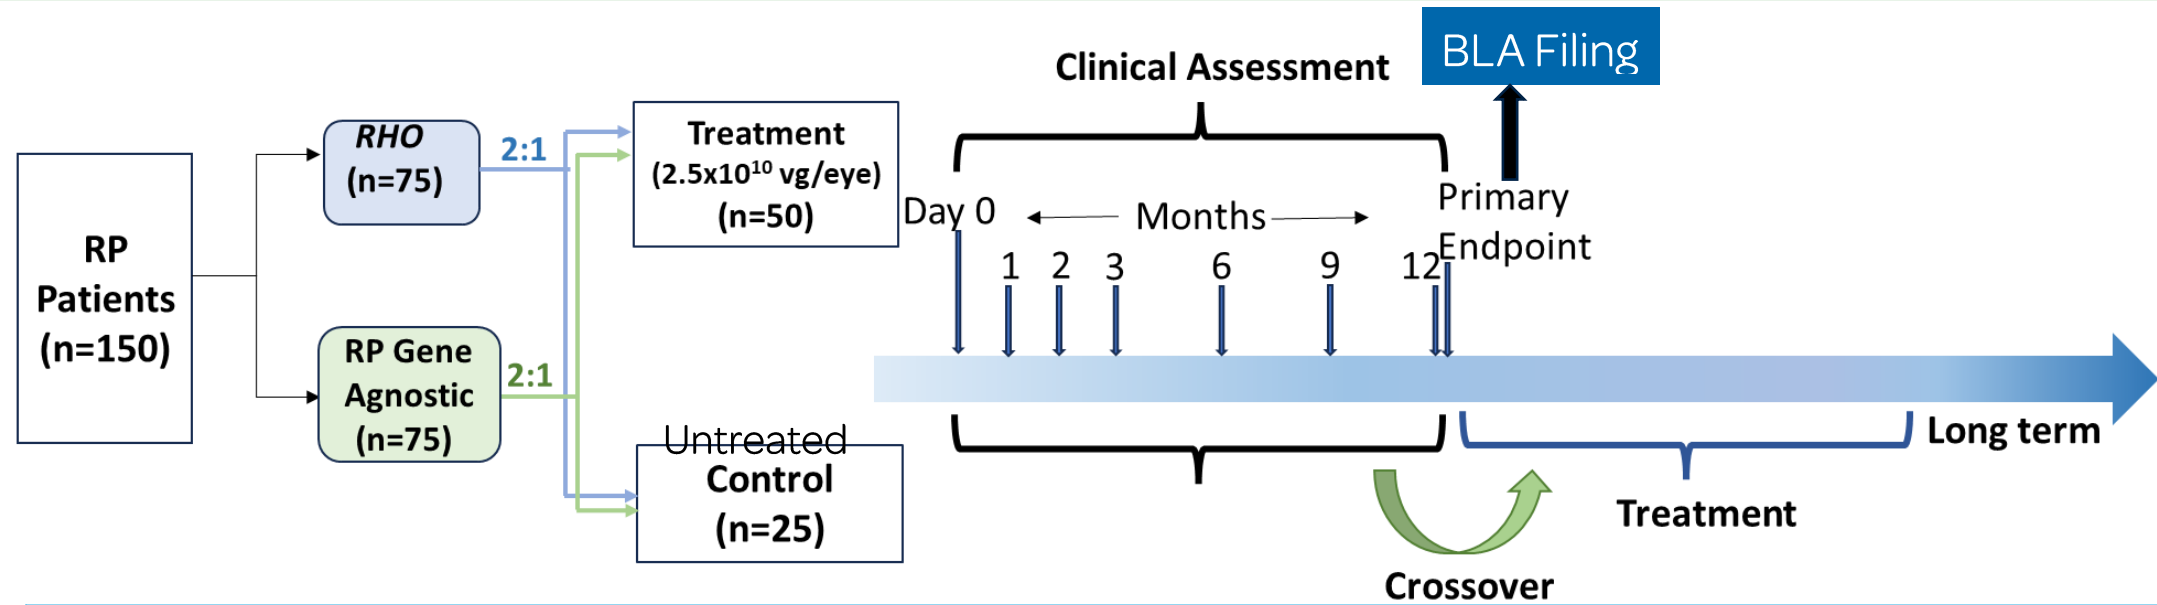 RP
Patients
(n=150)
RHO
(n=75)
2:1
RP Gene
Agnostic
(n=75)
2:1
Treatment
(2.5x10¹⁰ vg/eye)
(n=50)
Untreated
Control
(n=25)
Clinical Assessment
BLA Filing
Day 0
Months
Primary
Endpoint
1 2 3 6 9 12
Long term
Treatment
Crossover